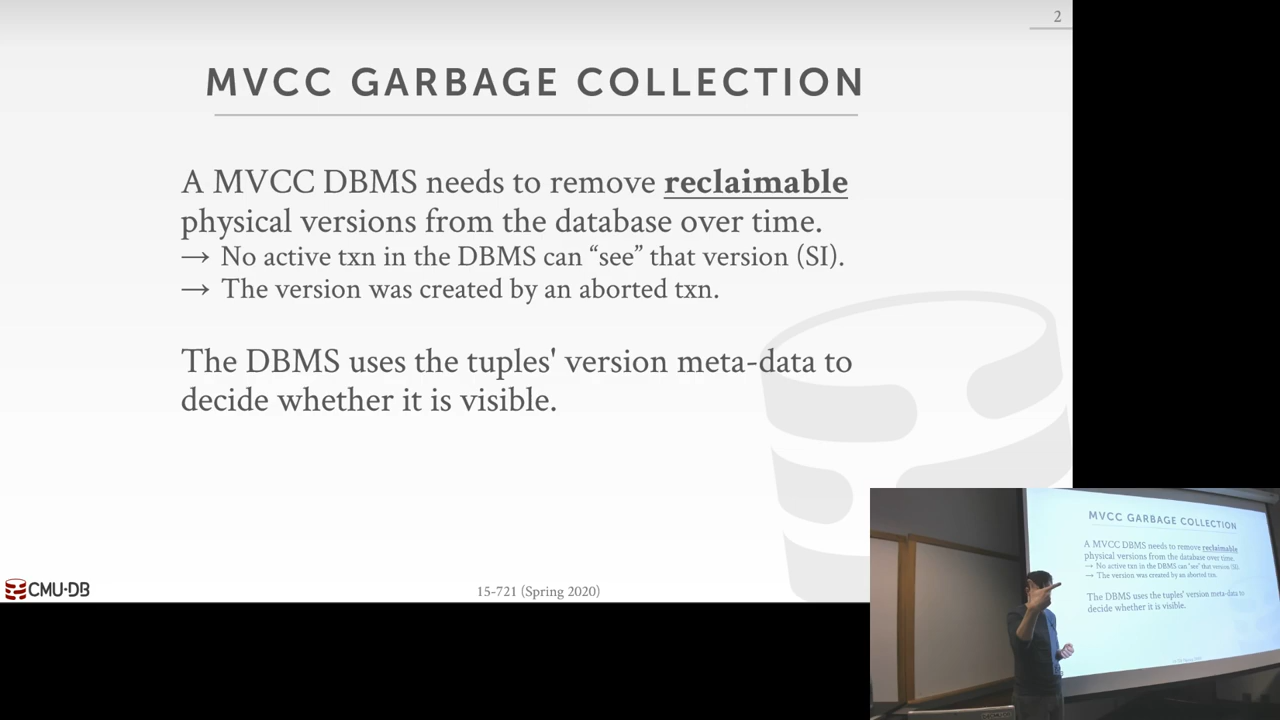 2
MVCC GARBAGE COLLECTION
A MVCC DBMS needs to remove reclaimable
physical versions from the database over time.
→ No active txn in the DBMS can “see” that version (SI).
→ The version was created by an aborted txn.
The DBMS uses the tuples' version meta-data to
decide whether it is visible.
CMU·DB
15-721 (Spring 2020)
MVCC GARBAGE COLLECTION
A MVCC DBMS needs to remove reclaimable
physical versions from the database over time.
→ No active txn in the DBMS can “see” that version (SI).
→ The version was created by an aborted txn.
The DBMS uses the tuples' version meta-data to
decide whether it is visible.